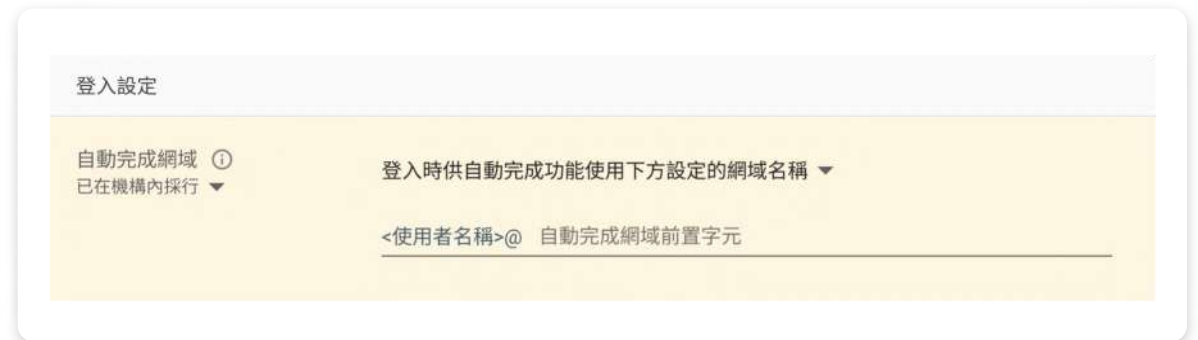 登入設定
自動完成網域
已在機構內採行
登入時供自動完成功能使用下方設定的網域名稱
<使用者名稱>@ 自動完成網域前置字元